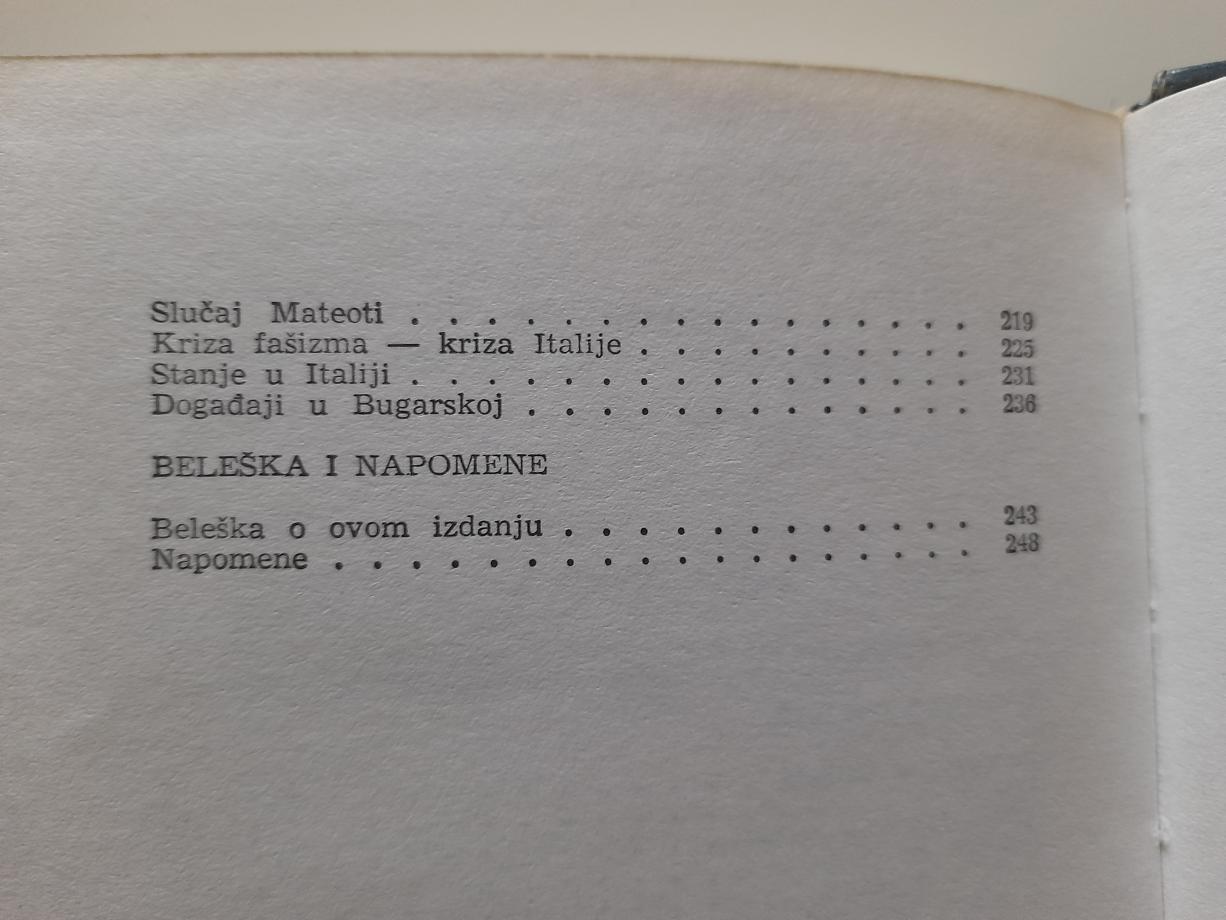 Slučaj Mateoti . . . . . . . . . . . . . . . 219
Kriza fašizma — kriza Italije . . . . . . . . . 225
Stanje u Italiji . . . . . . . . . . . . . . . 231
Događaji u Bugarskoj . . . . . . . . . . . . 236
BELEŠKA I NAPOMENE
Beleška o ovom izdanju . . . . . . . . . . . 243
Napomene . . . . . . . . . . . . . . . . . 248